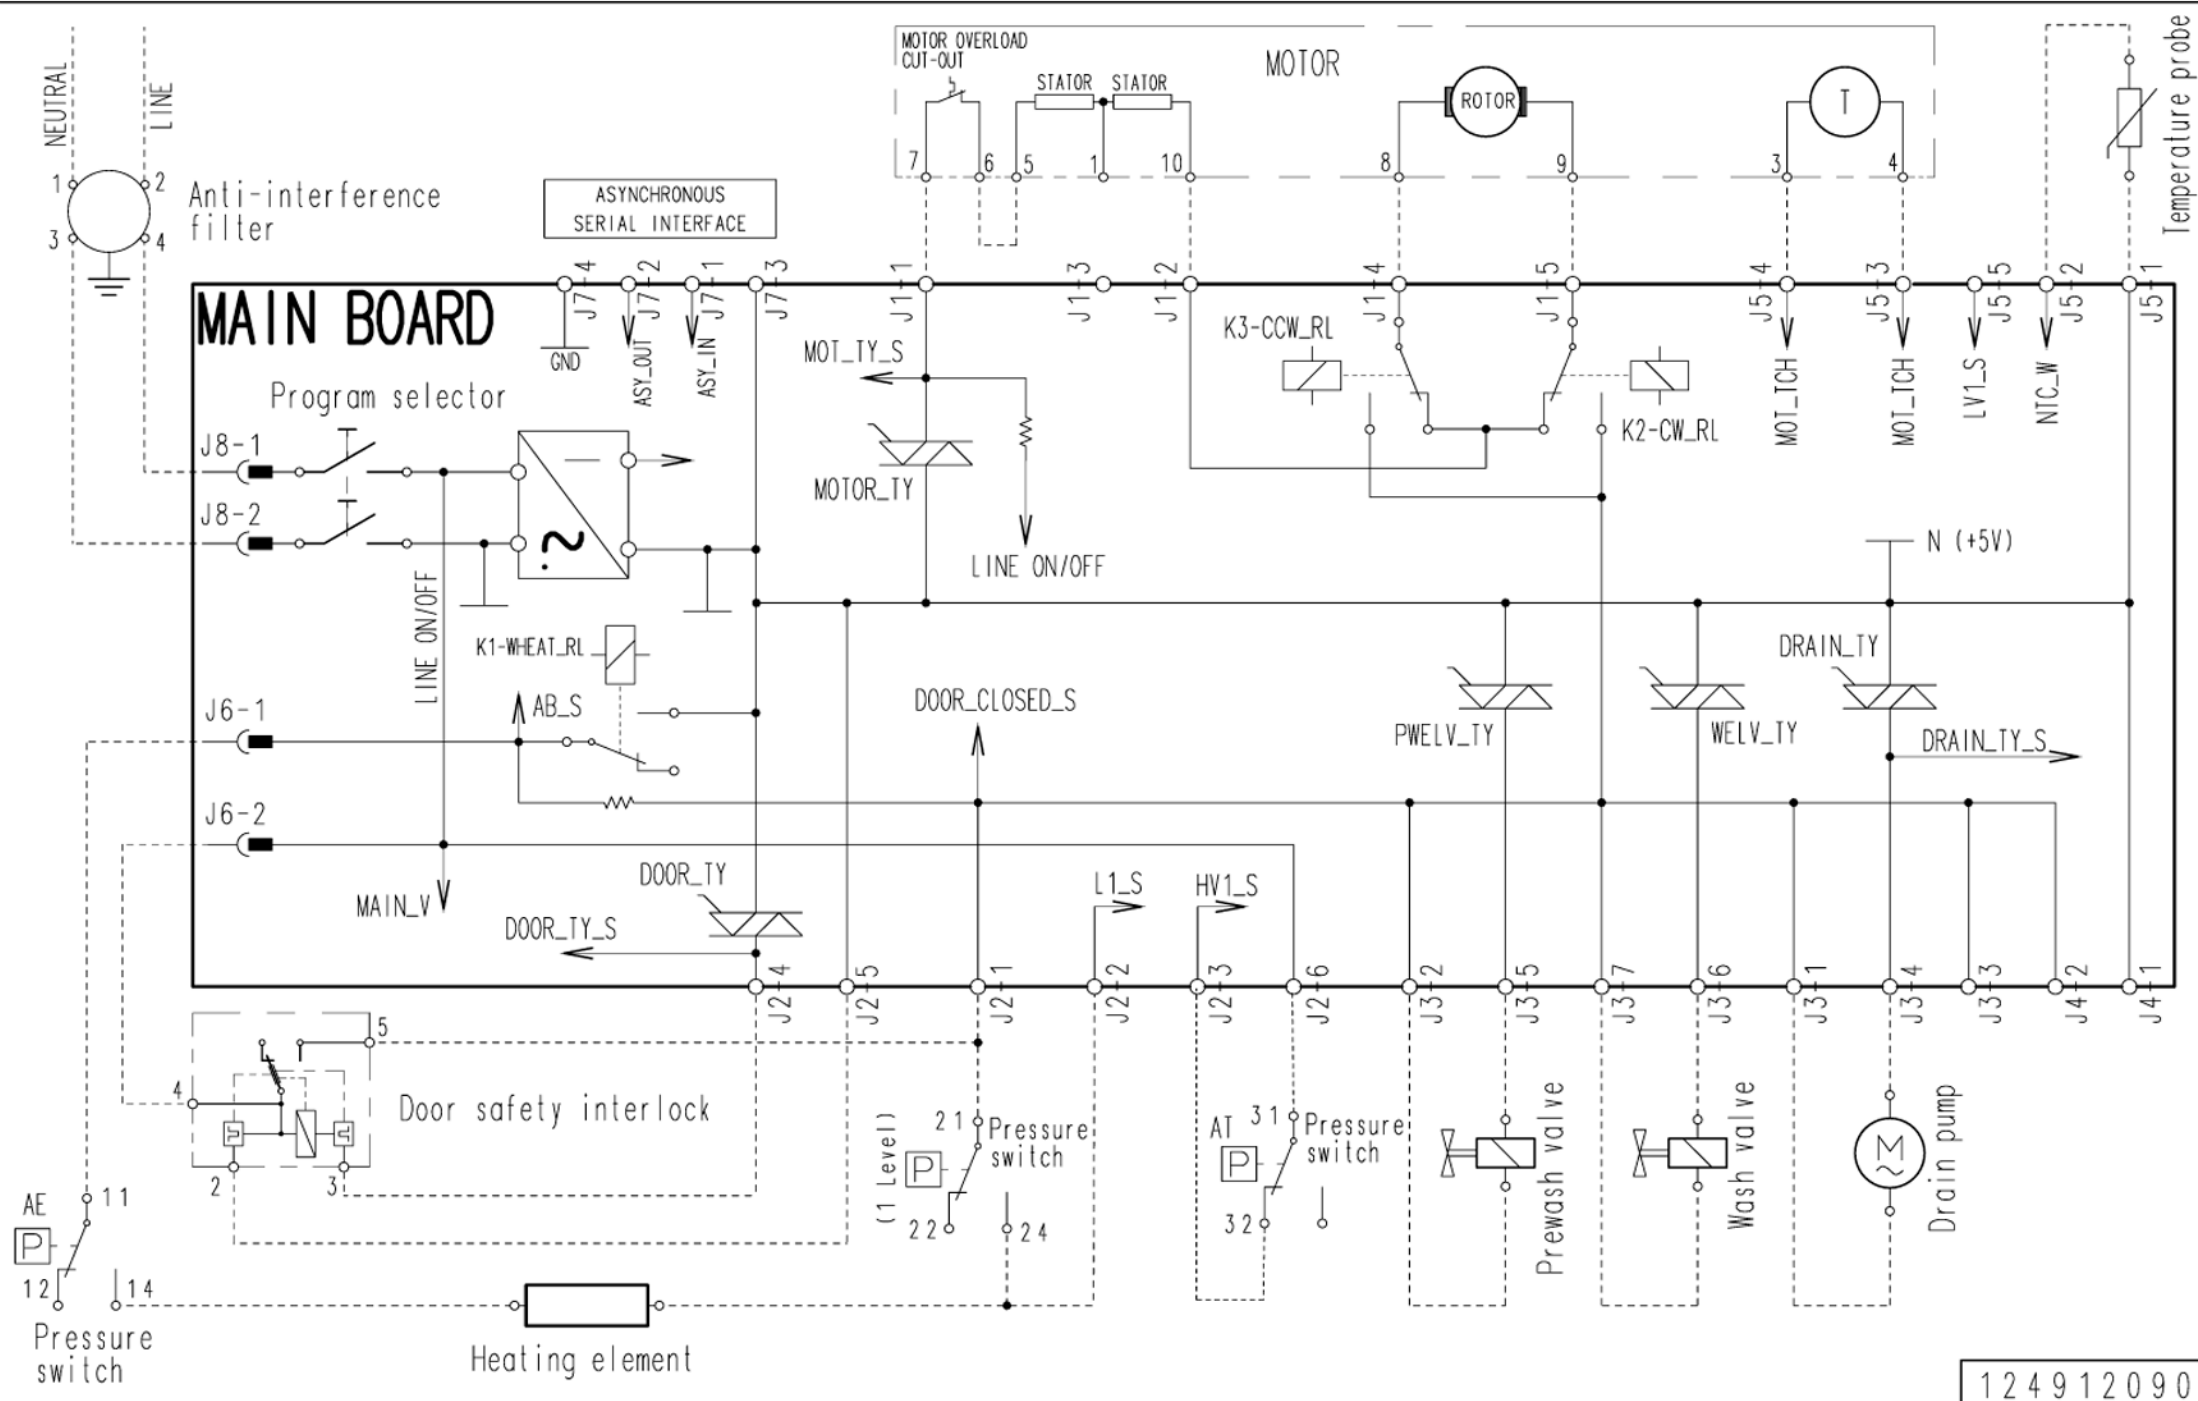 NEUTRAL
LINE
1
2
3
4
Anti-interference
filter
ASYNCHRONOUS
SERIAL INTERFACE
MOTOR OVERLOAD
CUT-OUT
STATOR
STATOR
MOTOR
ROTOR
T
7
6
5
1
10
8
9
3
4
Temperature probe
MAIN BOARD
J7-4
J7-2
J7-1
J7-3
J1-1
J1-3
J1-2
J1-4
J1-5
J5-4
J5-3
J5-5
J5-2
J5-1
GND
ASY_OUT
ASY_IN
MOT_TY_S
K3-CCW_RL
K2-CW_RL
MOT_TCH
MOT_TCH
LV1_S
NTC_W
Program selector
J8-1
J8-2
MOTOR_TY
LINE ON/OFF
N (+5V)
LINE ON/OFF
K1-WHEAT_RL
AB_S
J6-1
J6-2
DOOR_CLOSED_S
PWELV_TY
WELV_TY
DRAIN_TY
DRAIN_TY_S
MAIN_V
DOOR_TY
DOOR_TY_S
L1_S
HV1_S
J2-4
J2-5
J2-1
J2-2
J2-3
J2-6
J3-2
J3-5
J3-7
J3-6
J3-1
J3-4
J3-3
J4-2
J4-1
5
4
2
3
Door safety interlock
AE
P
11
12
14
Pressure
switch
Heating element
(1 Level)
P
21
22
24
Pressure
switch
AT
P
31
32
Pressure
switch
Prewash valve
Wash valve
M
~
Drain pump
124912090